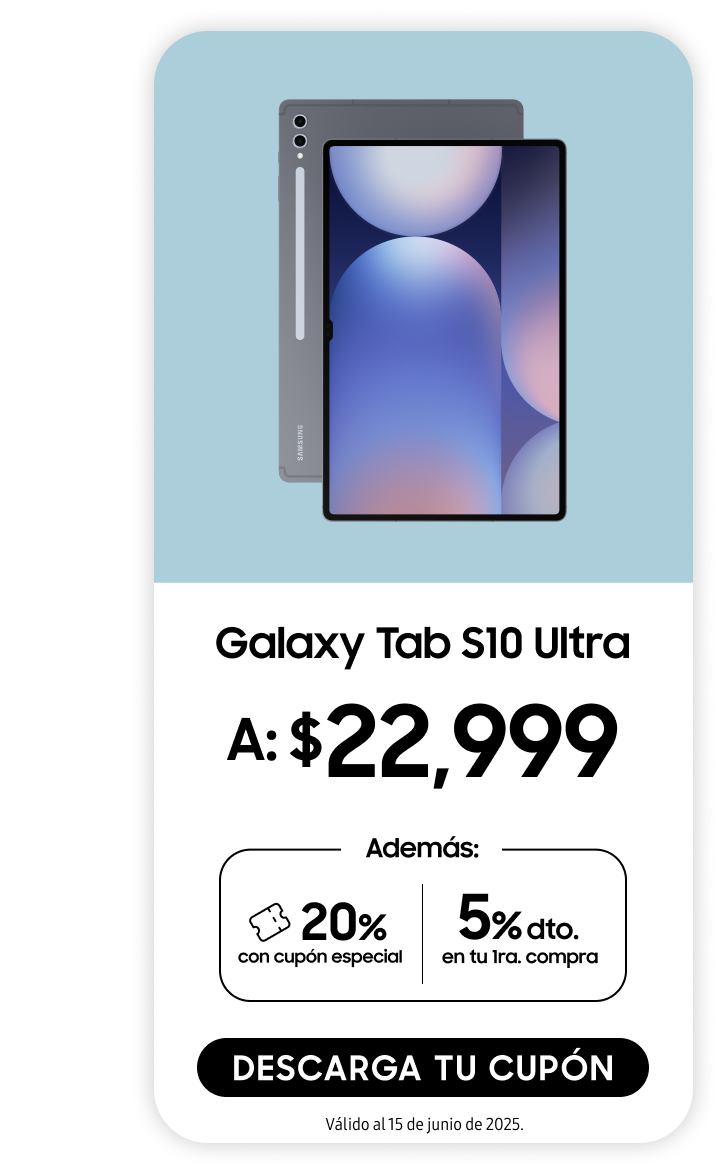 SAMSUNG
Galaxy Tab S10 Ultra
A: $22,999
Además:
20%
con cupón especial
5% dto.
en tu 1ra. compra
DESCARGA TU CUPÓN
Válido al 15 de junio de 2025.